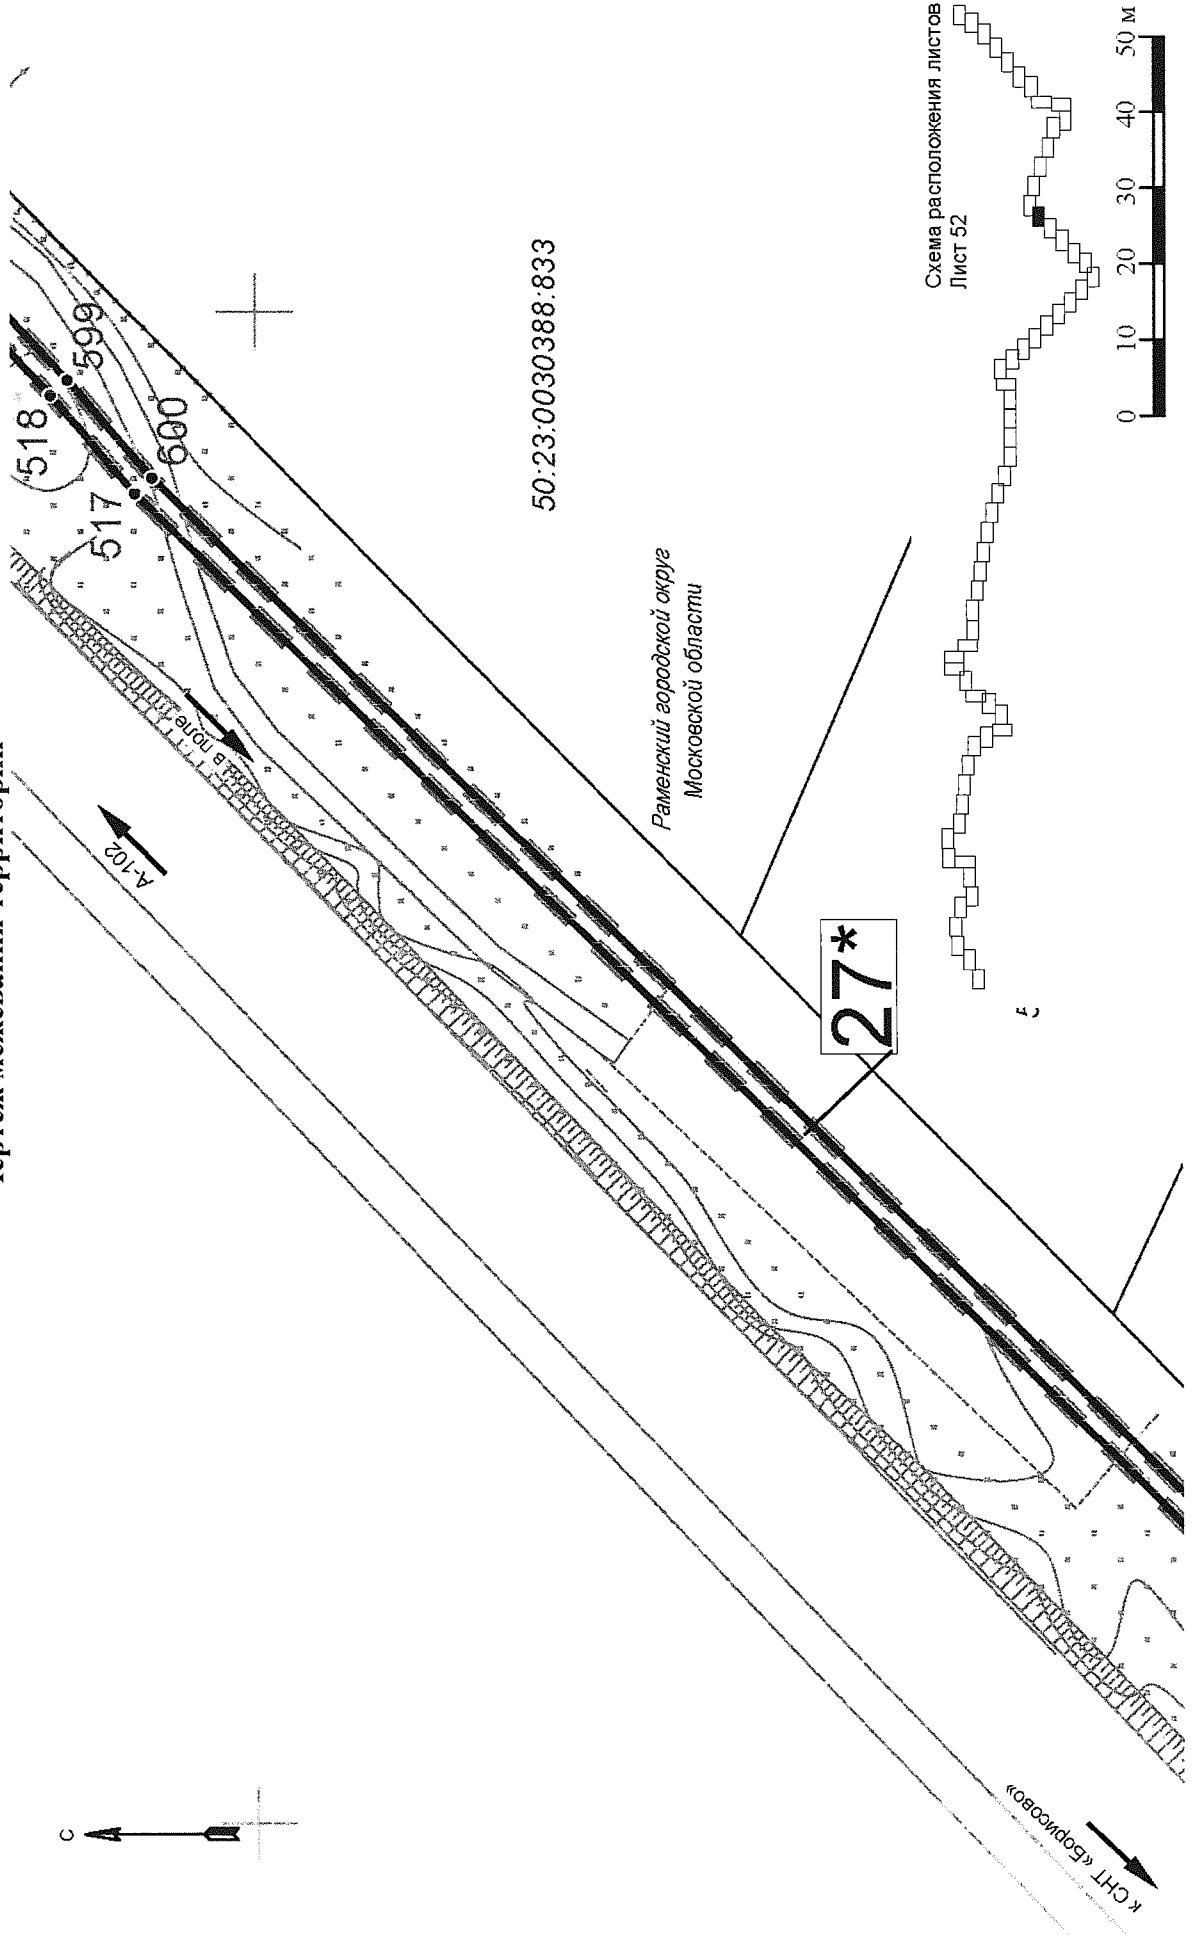 Чертеж межевания территории
С
А-102
в поле
517
518
599
600
50:23:0030388:833
Раменский городской округ
Московской области
27*
к СНТ «Борисово»
Схема расположения листов
Лист 52
0 10 20 30 40 50 м